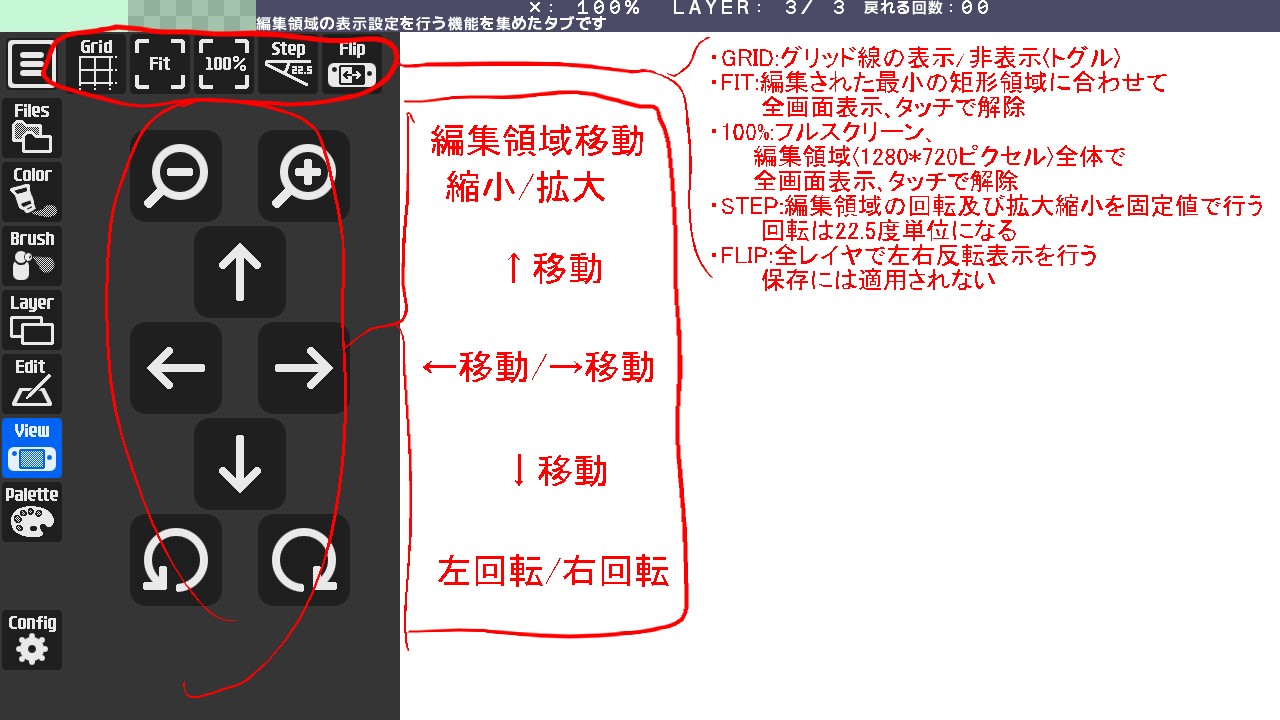 ×: 100% LAYER: 3/ 3 戻れる回数:00
編集領域の表示設定を行う機能を集めたタブです
Grid
Fit
100%
Step
22.5
Flip
Files
Color
Brush
Layer
Edit
View
Palette
Config
編集領域移動
縮小/拡大
↑移動
←移動/→移動
↓移動
左回転/右回転
・GRID:グリッド線の表示/非表示(トグル)
・FIT:編集された最小の矩形領域に合わせて
全画面表示、タッチで解除
・100%:フルスクリーン、
編集領域(1280*720ピクセル)全体で
全画面表示、タッチで解除
・STEP:編集領域の回転及び拡大縮小を固定値で行う
回転は22.5度単位になる
・FLIP:全レイヤで左右反転表示を行う
保存には適用されない